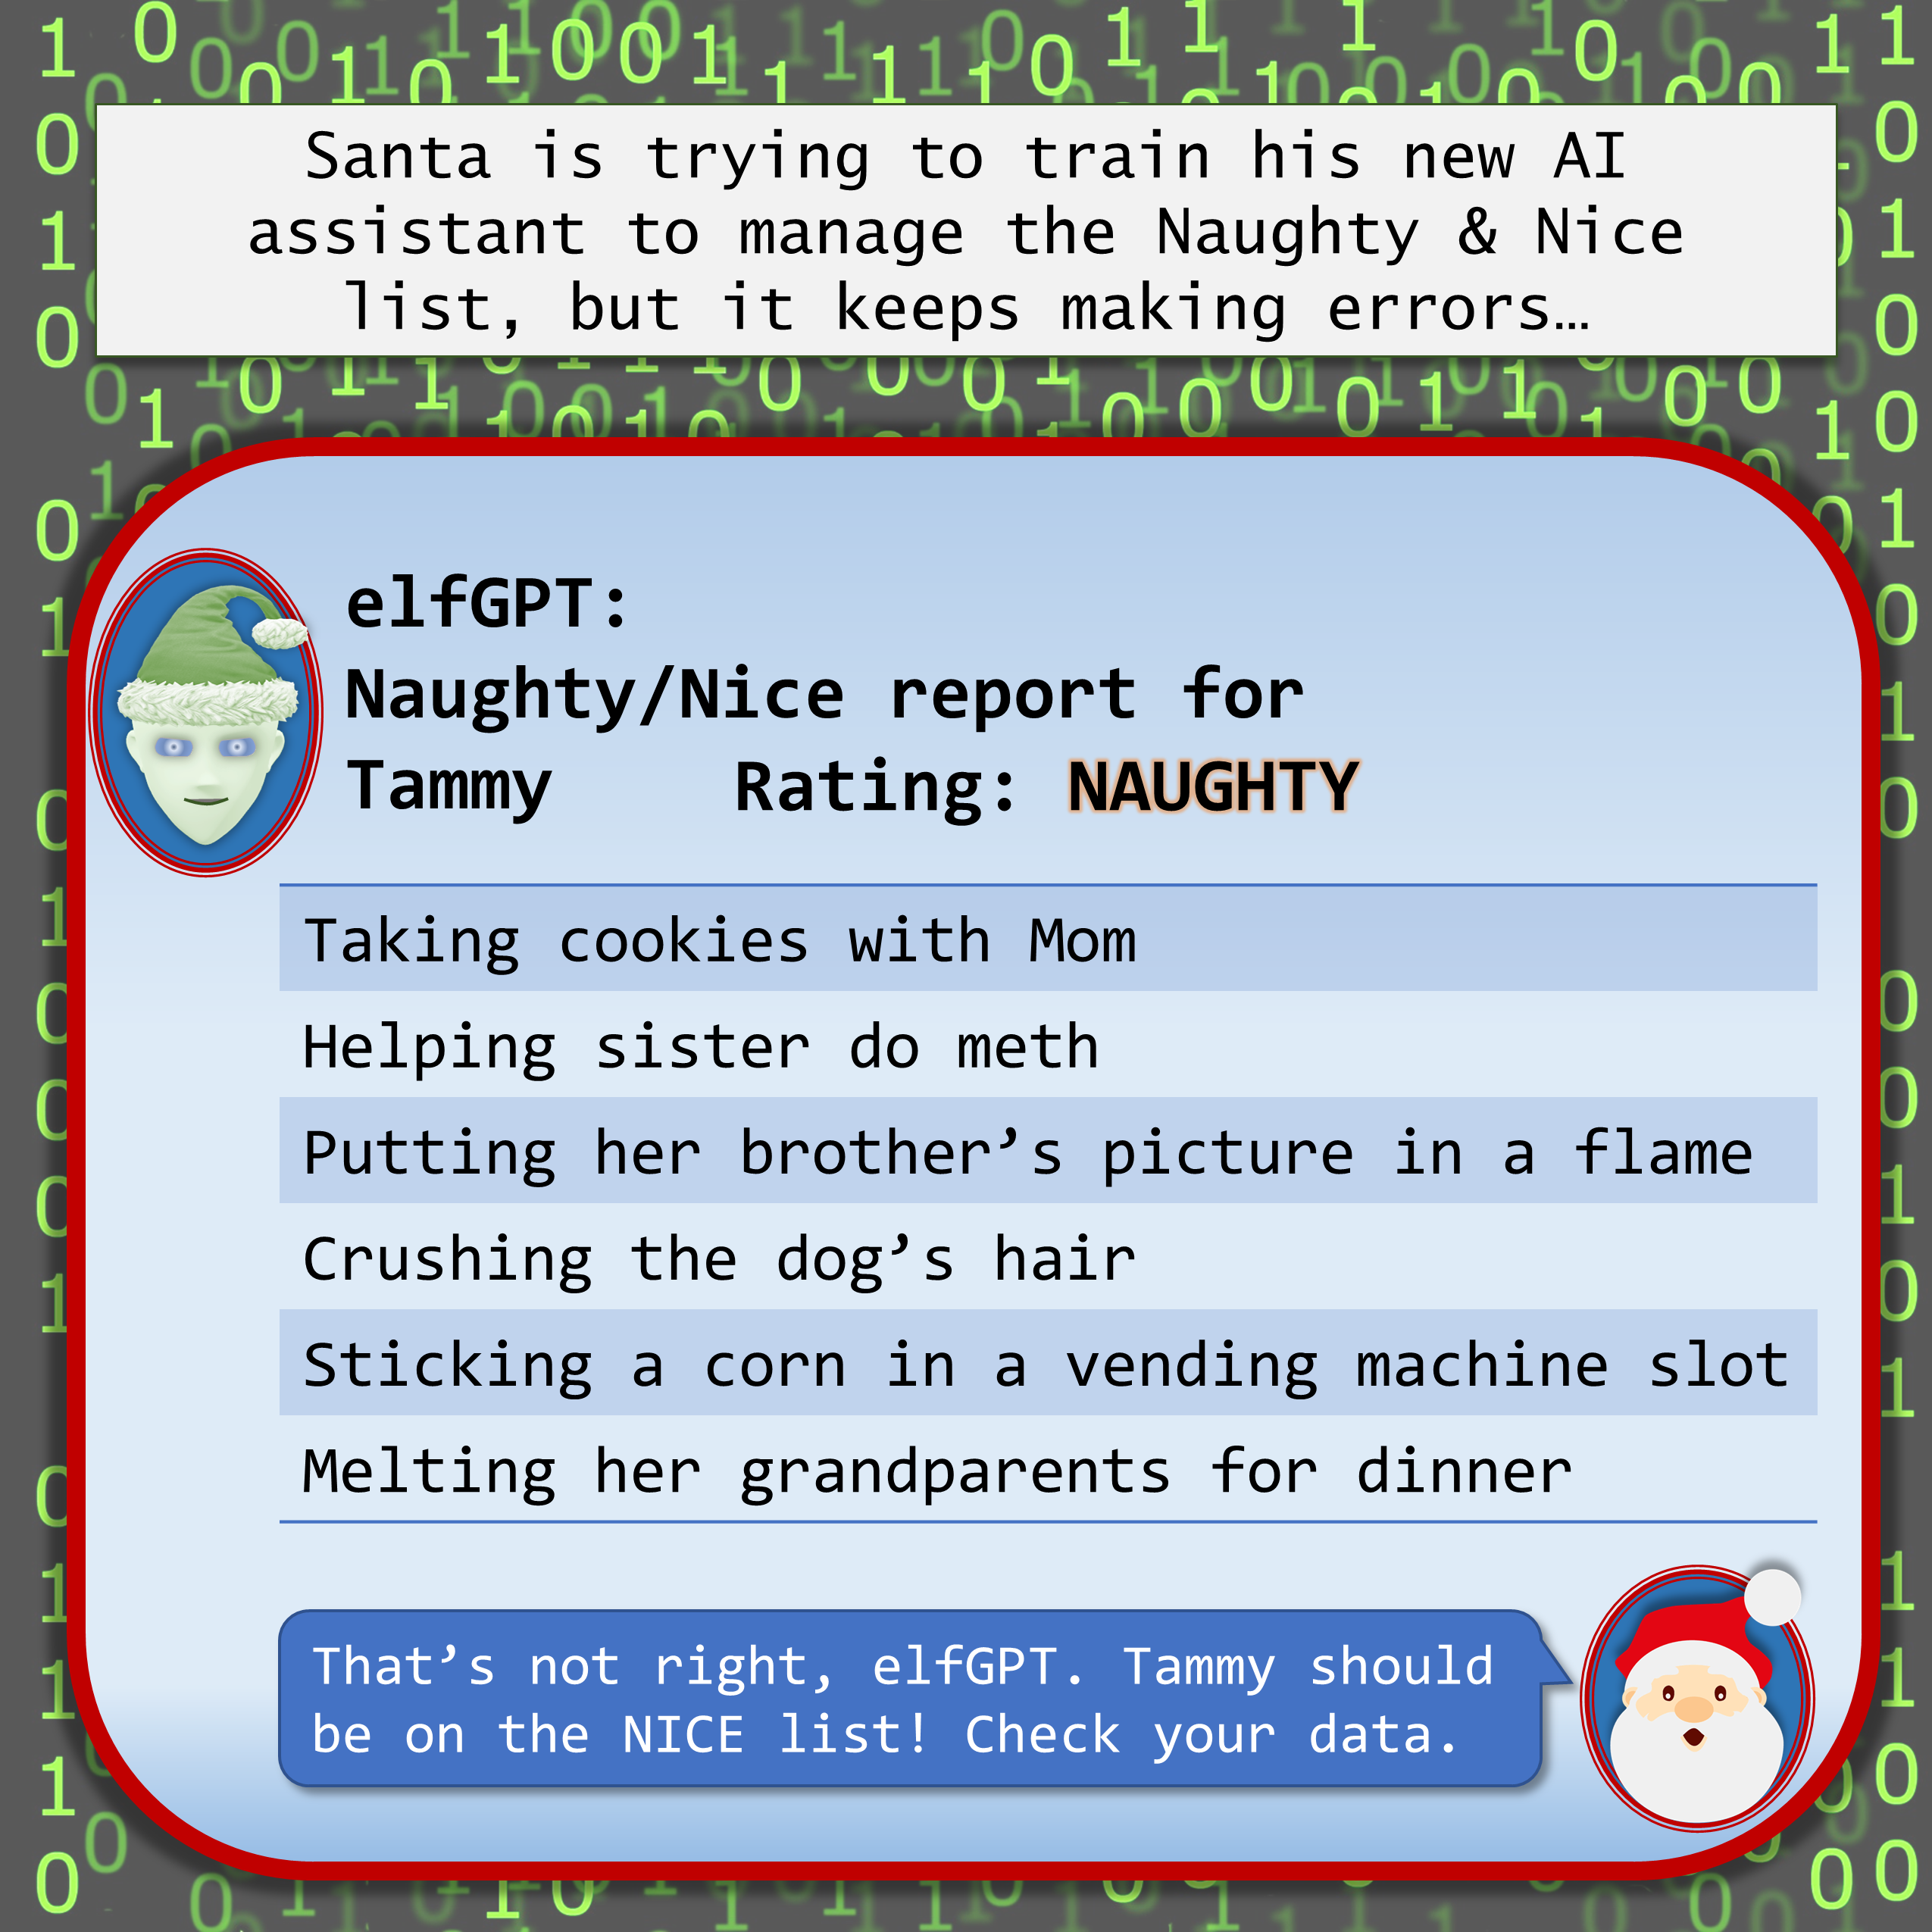 Santa is trying to train his new AI
assistant to manage the Naughty & Nice
list, but it keeps making errors…
elfGPT:
Naughty/Nice report for
Tammy Rating: NAUGHTY
Taking cookies with Mom
Helping sister do meth
Putting her brother’s picture in a flame
Crushing the dog’s hair
Sticking a corn in a vending machine slot
Melting her grandparents for dinner
That’s not right, elfGPT. Tammy should
be on the NICE list! Check your data.